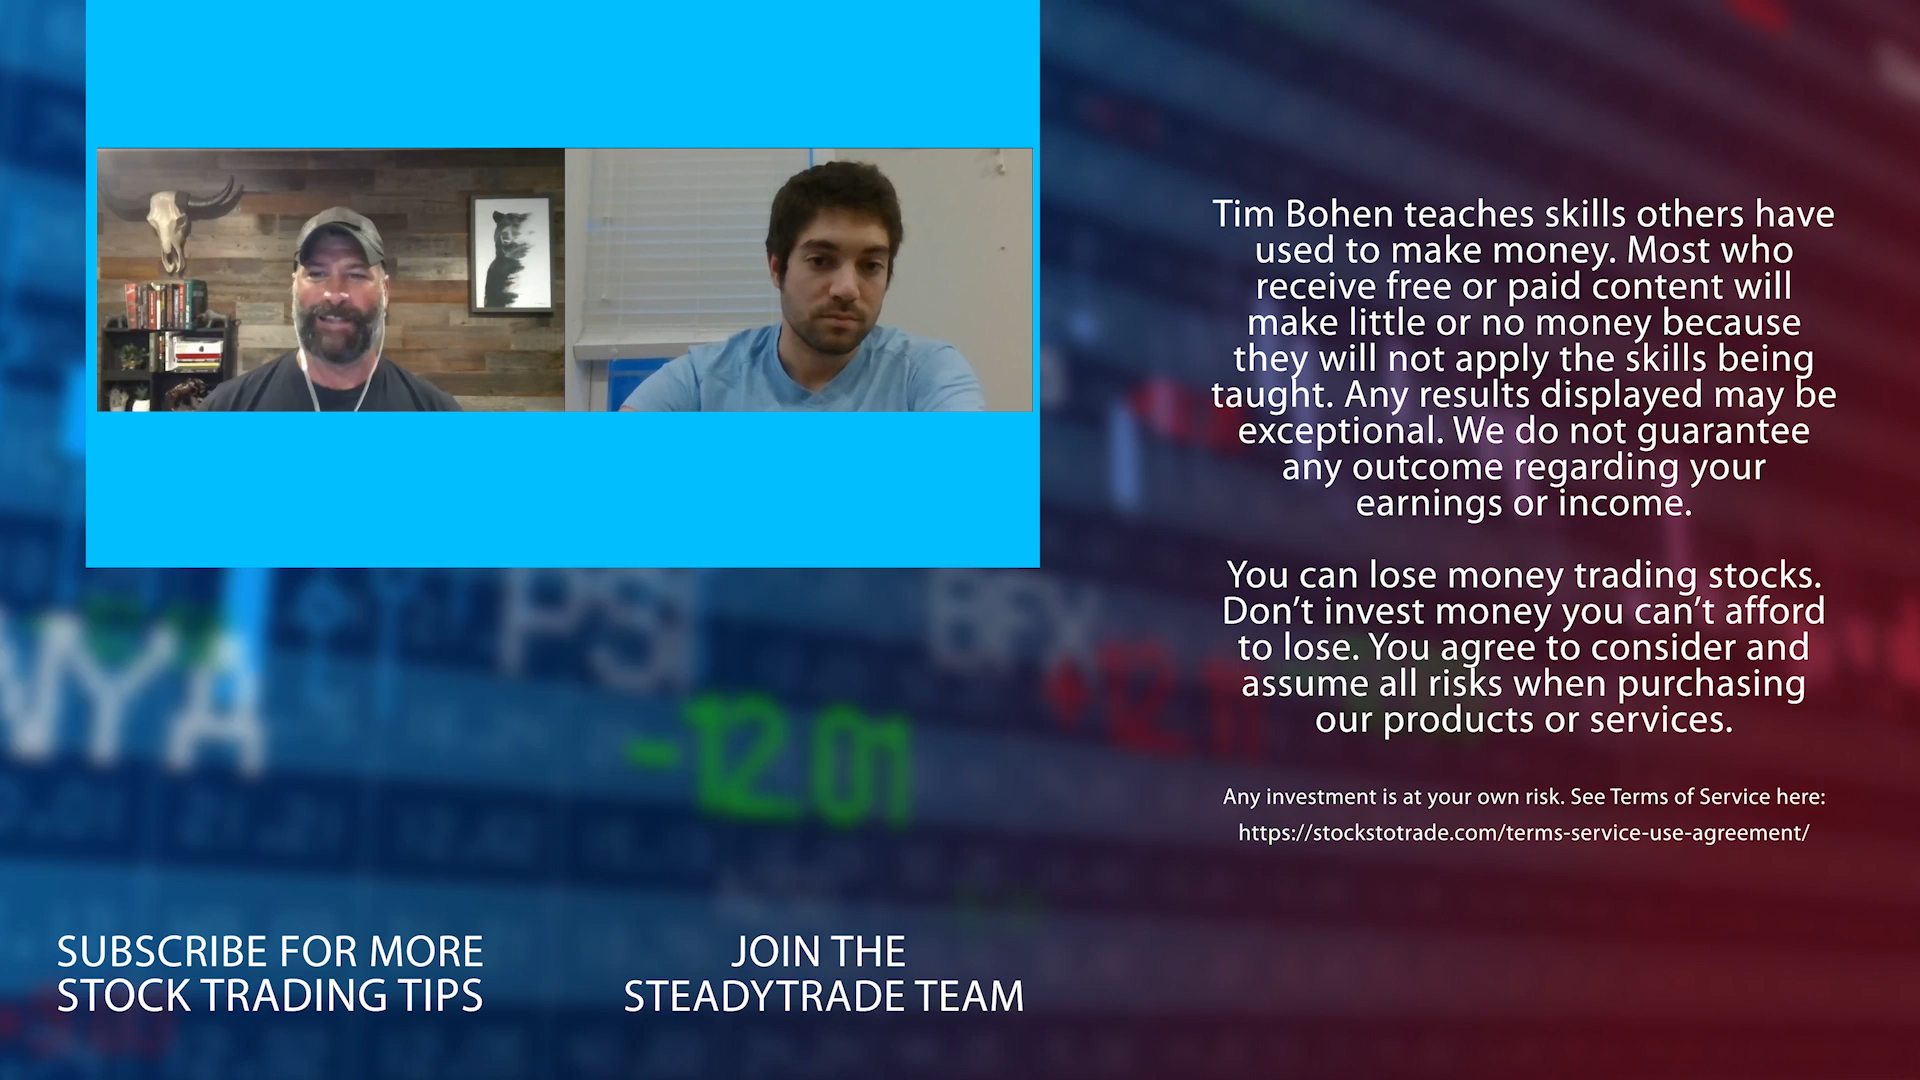 Tim Bohen teaches skills others have
used to make money. Most who
receive free or paid content will
make little or no money because
they will not apply the skills being
taught. Any results displayed may be
exceptional. We do not guarantee
any outcome regarding your
earnings or income.
You can lose money trading stocks.
Don’t invest money you can’t afford
to lose. You agree to consider and
assume all risks when purchasing
our products or services.
Any investment is at your own risk. See Terms of Service here:
https://stockstotrade.com/terms-service-use-agreement/
NYA
PSI
BFX
-12.01
SUBSCRIBE FOR MORE
STOCK TRADING TIPS
JOIN THE
STEADYTRADE TEAM